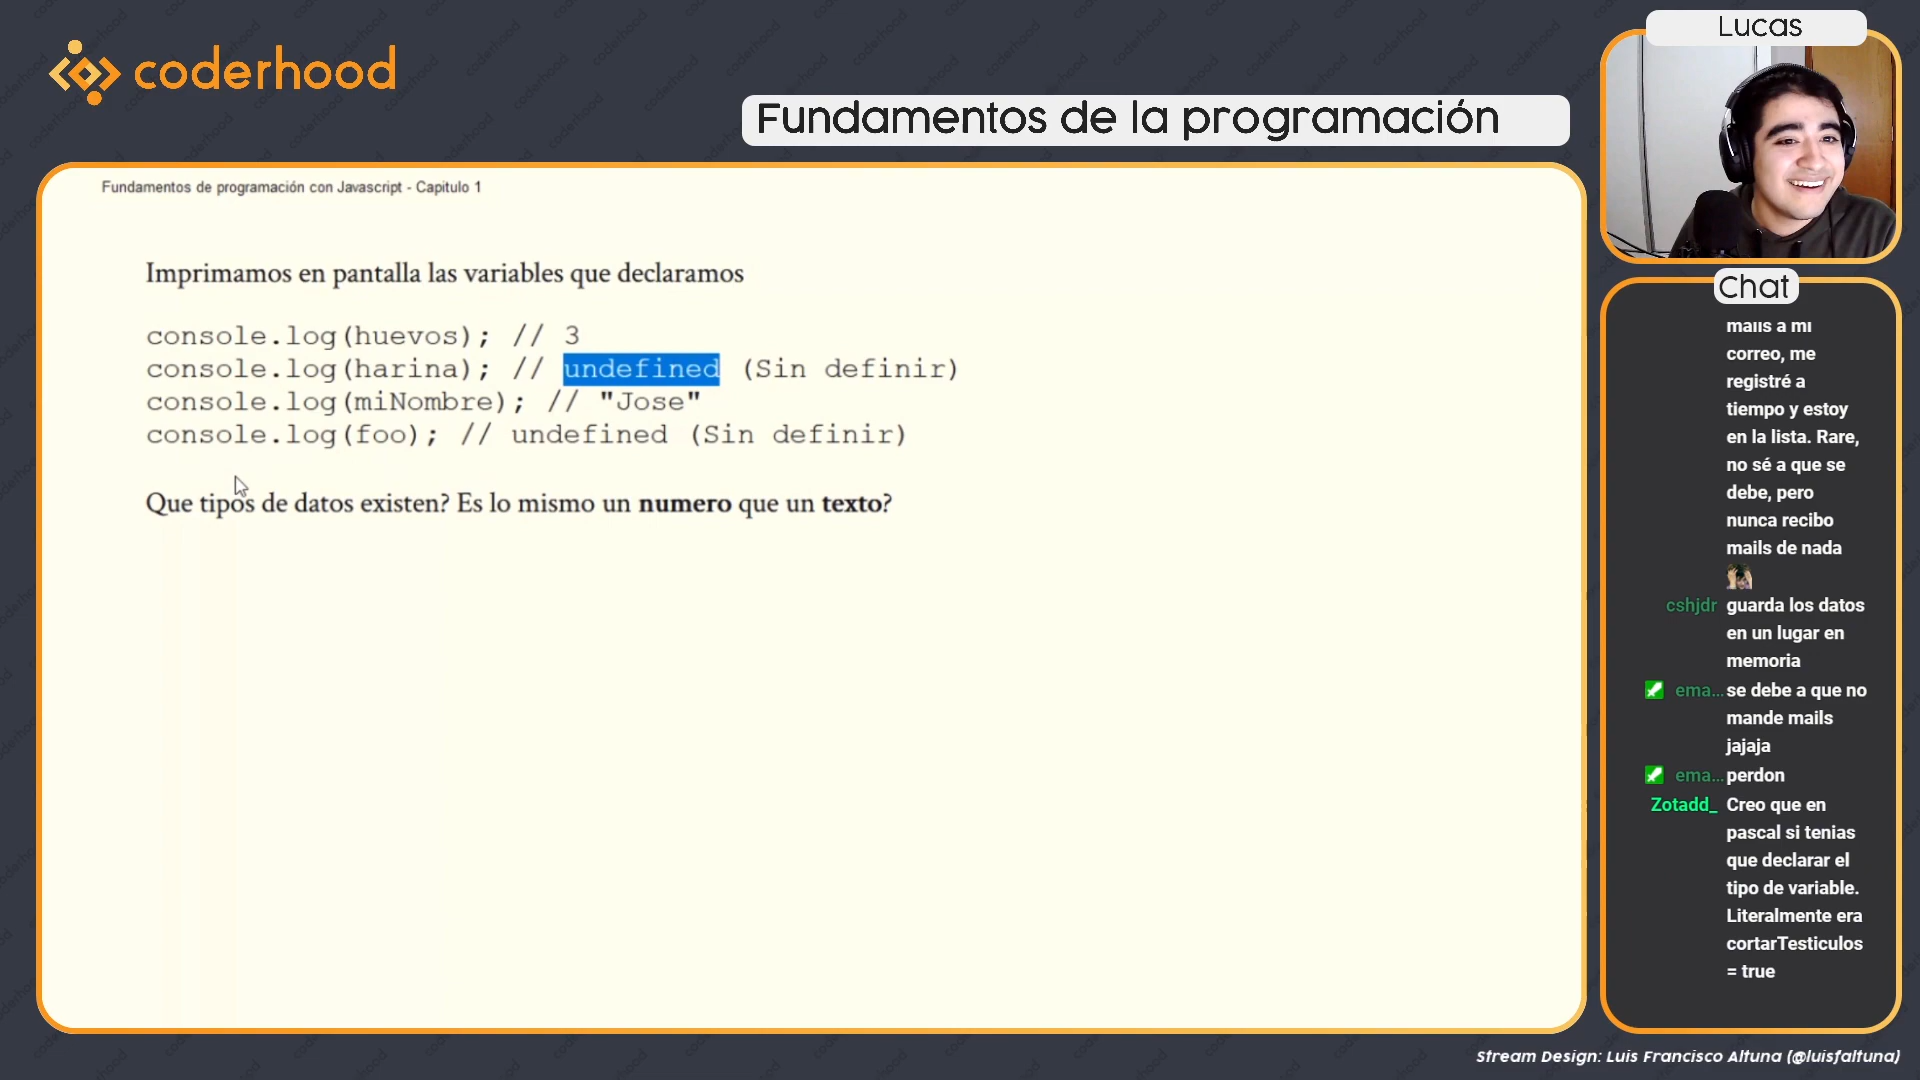 coderhood
Fundamentos de la programación
Lucas
Fundamentos de programación con Javascript - Capitulo 1
Imprimamos en pantalla las variables que declaramos
console.log(huevos); // 3
console.log(harina); // undefined (Sin definir)
console.log(miNombre); // "Jose"
console.log(foo); // undefined (Sin definir)
Que tipos de datos existen? Es lo mismo un numero que un texto?
Chat
mails a mi
correo, me
registré a
tiempo y estoy
en la lista. Rare,
no sé a que se
debe, pero
nunca recibo
mails de nada
cshjdr guarda los datos
en un lugar en
memoria
ema... se debe a que no
mande mails
jajaja
ema... perdon
Zotadd_ Creo que en
pascal si tenias
que declarar el
tipo de variable.
Literalmente era
cortarTesticulos
= true
Stream Design: Luis Francisco Altuna (@luisfaltuna)